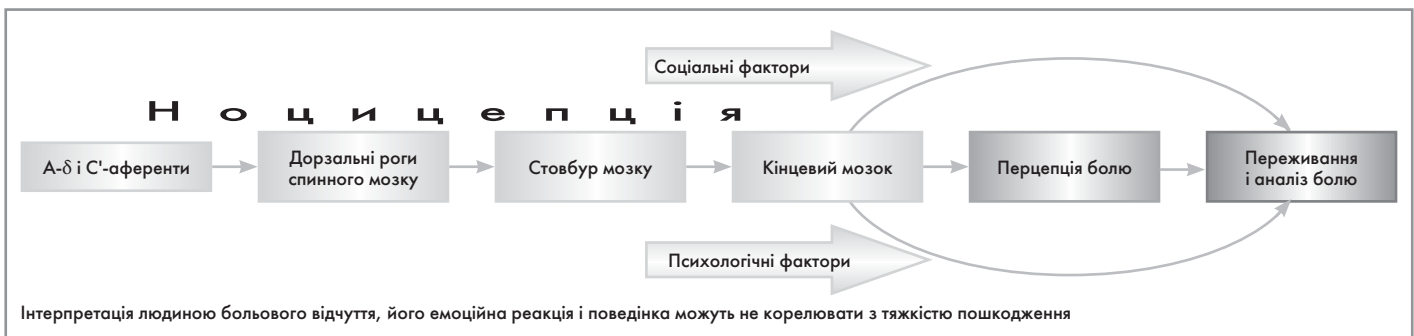 Соціальні фактори
Ноцицепція
А-δ і С'-аференти
Дорзальні роги
спинного мозку
Стовбур мозку
Кінцевий мозок
Перцепція болю
Переживання
і аналіз болю
Психологічні фактори
Інтерпретація людиною больового відчуття, його емоційна реакція і поведінка можуть не корелювати з тяжкістю пошкодження